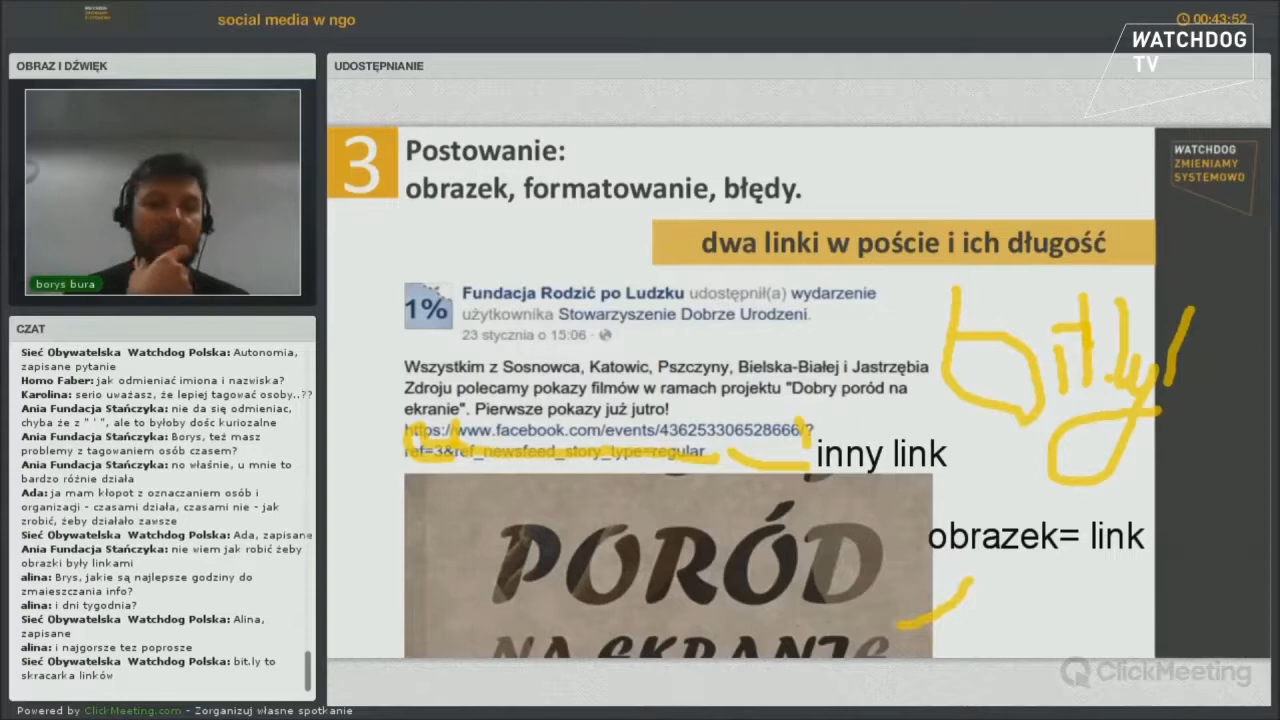 social media w ngo
00:43:52
WATCHDOG
TV
OBRAZ I DŹWIĘK
borys bura
CZAT
Sieć Obywatelska Watchdog Polska: Autonomia,
zapisane pytanie
Homo Faber: jak odmieniać imiona i nazwiska?
Karolina: serio uważasz, że lepiej tagować osoby..??
Ania Fundacja Stańczyka: nie da się odmieniać,
chyba że z " ' ", ale to byłoby dośc kuriozalne
Ania Fundacja Stańczyka: Borys, też masz
problemy z tagowaniem osób czasem?
Ania Fundacja Stańczyka: no właśnie, u mnie to
bardzo różnie działa
Ada: ja mam kłopot z oznaczaniem osób i
organizacji - czasami działa, czasami nie - jak
zrobić, żeby działało zawsze
Sieć Obywatelska Watchdog Polska: Ada, zapisane
Ania Fundacja Stańczyka: nie wiem jak robić żeby
obrazki były linkami
alina: Brys, jakie są najlepsze godziny do
zmaieszczania info?
alina: i dni tygodnia?
Sieć Obywatelska Watchdog Polska: Alina,
zapisane
alina: i najgorsze tez poprosze
Sieć Obywatelska Watchdog Polska: bit.ly to
skracarka linków
UDOSTĘPNIANIE
3
Postowanie:
obrazek, formatowanie, błędy.
WATCHDOG
ZMIENIAMY
SYSTEMOWO
dwa linki w poście i ich długość
1%
Fundacja Rodzić po Ludzku udostępnił(a) wydarzenie
użytkownika Stowarzyszenie Dobrze Urodzeni.
23 stycznia o 15:06
Wszystkim z Sosnowca, Katowic, Pszczyny, Bielska-Białej i Jastrzębia
Zdroju polecamy pokazy filmów w ramach projektu "Dobry poród na
ekranie". Pierwsze pokazy już jutro!
https://www.facebook.com/events/436253306528666/?
ref=3&ref_newsfeed_story_type=regular
bit.ly/
inny link
obrazek= link
PORÓD
NA EKRANIE
ClickMeeting
Powered by ClickMeeting.com - Zorganizuj własne spotkanie